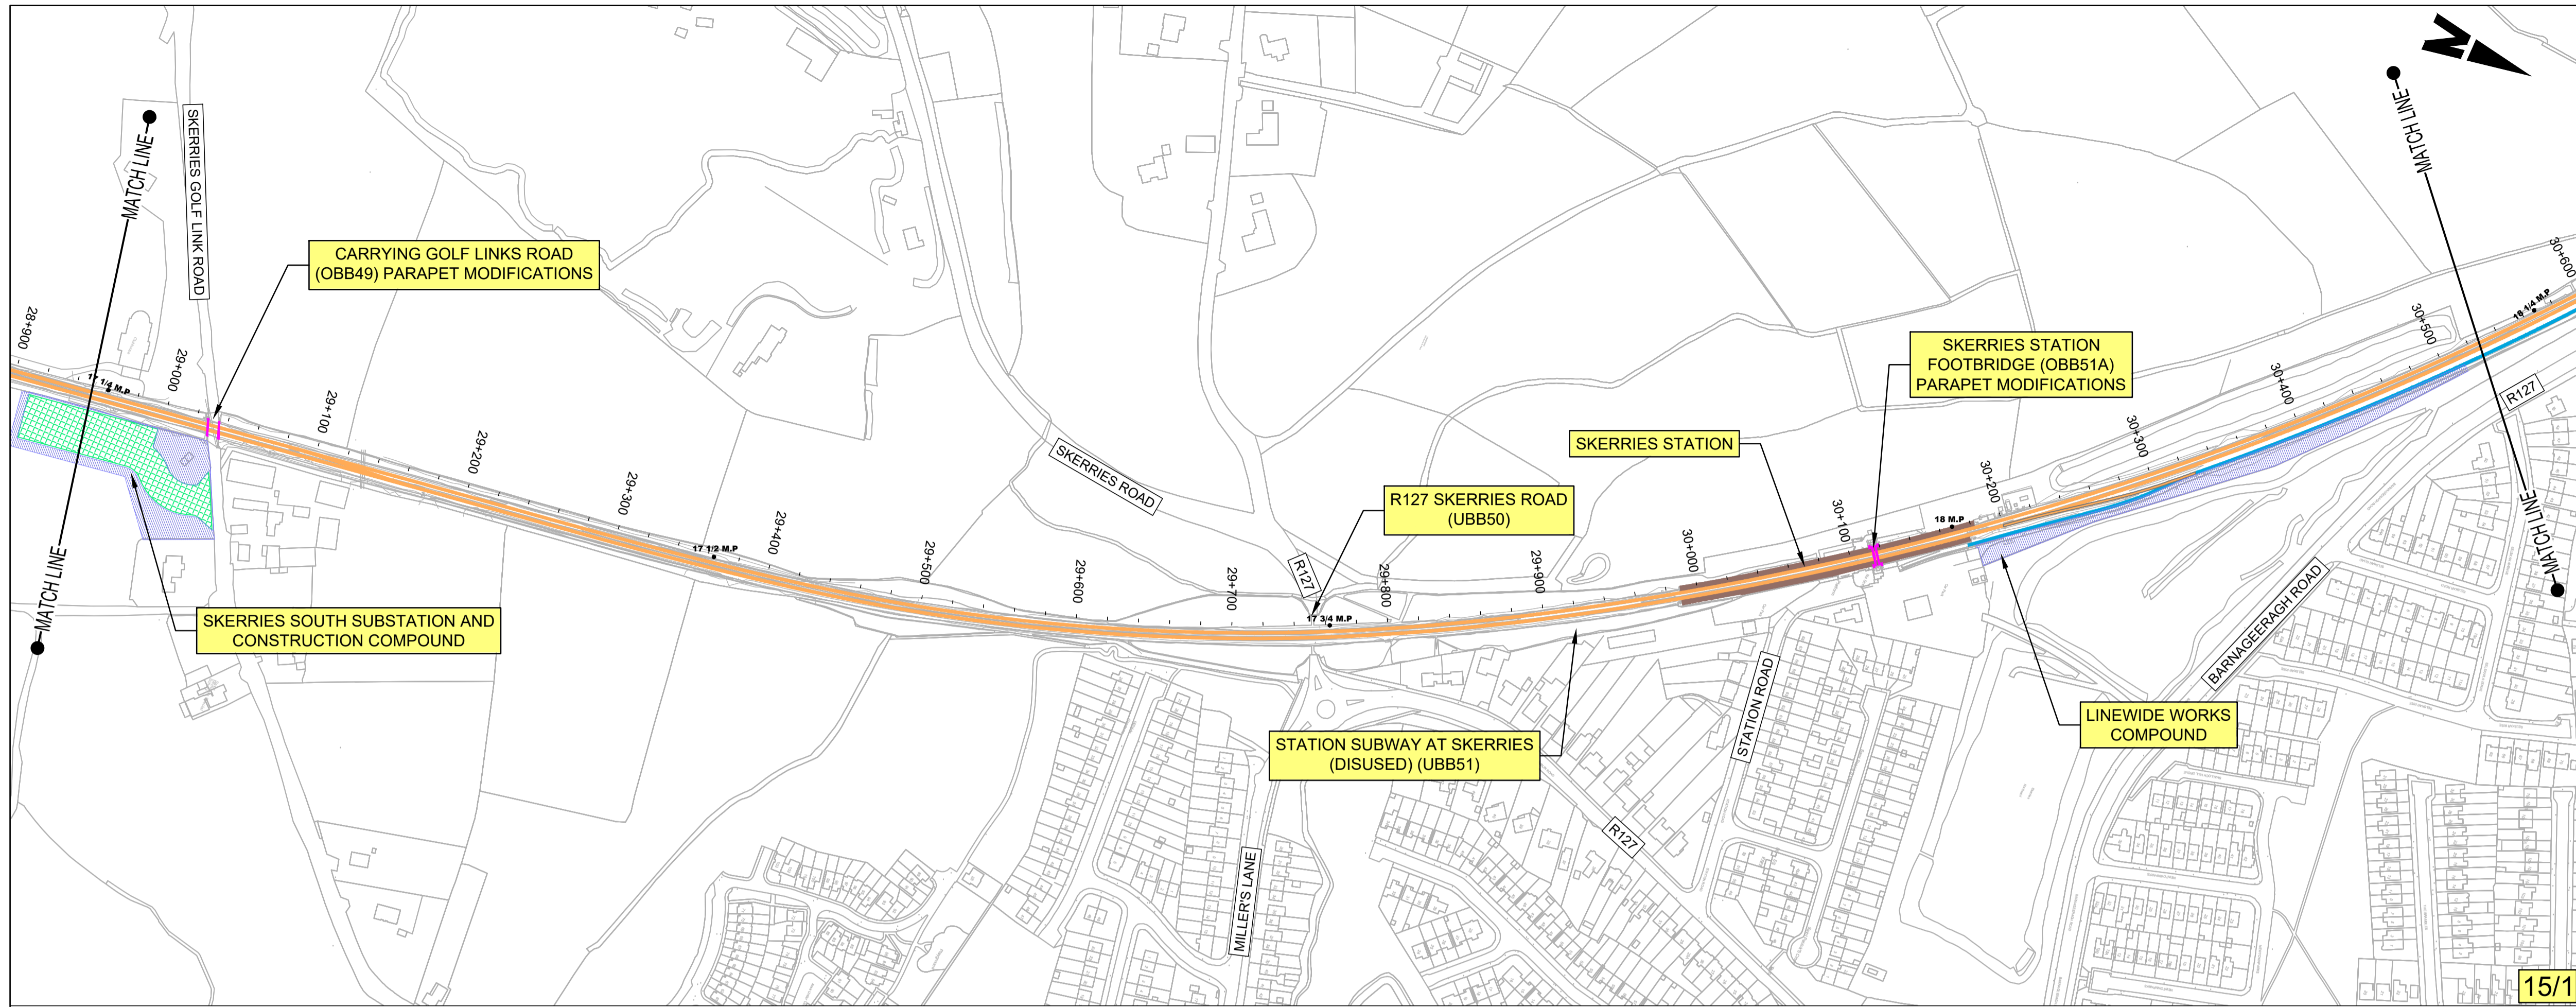 N
MATCH LINE
MATCH LINE
SKERRIES GOLF LINK ROAD
CARRYING GOLF LINKS ROAD
(OBB49) PARAPET MODIFICATIONS
28+900
17 1/4 M.P
29+000
29+100
29+200
29+300
17 1/2 M.P
29+400
29+500
29+600
29+700
SKERRIES SOUTH SUBSTATION AND
CONSTRUCTION COMPOUND
SKERRIES ROAD
R127 SKERRIES ROAD
(UBB50)
R127
17 3/4 M.P
29+800
29+900
30+000
SKERRIES STATION
30+100
SKERRIES STATION
FOOTBRIDGE (OBB51A)
PARAPET MODIFICATIONS
18 M.P
30+200
30+300
30+400
30+500
18 1/4 M.P
30+600
MATCH LINE
MATCH LINE
R127
BARNAGEERAGH ROAD
LINEWIDE WORKS
COMPOUND
STATION ROAD
STATION SUBWAY AT SKERRIES
(DISUSED) (UBB51)
R127
MILLER'S LANE
15/1